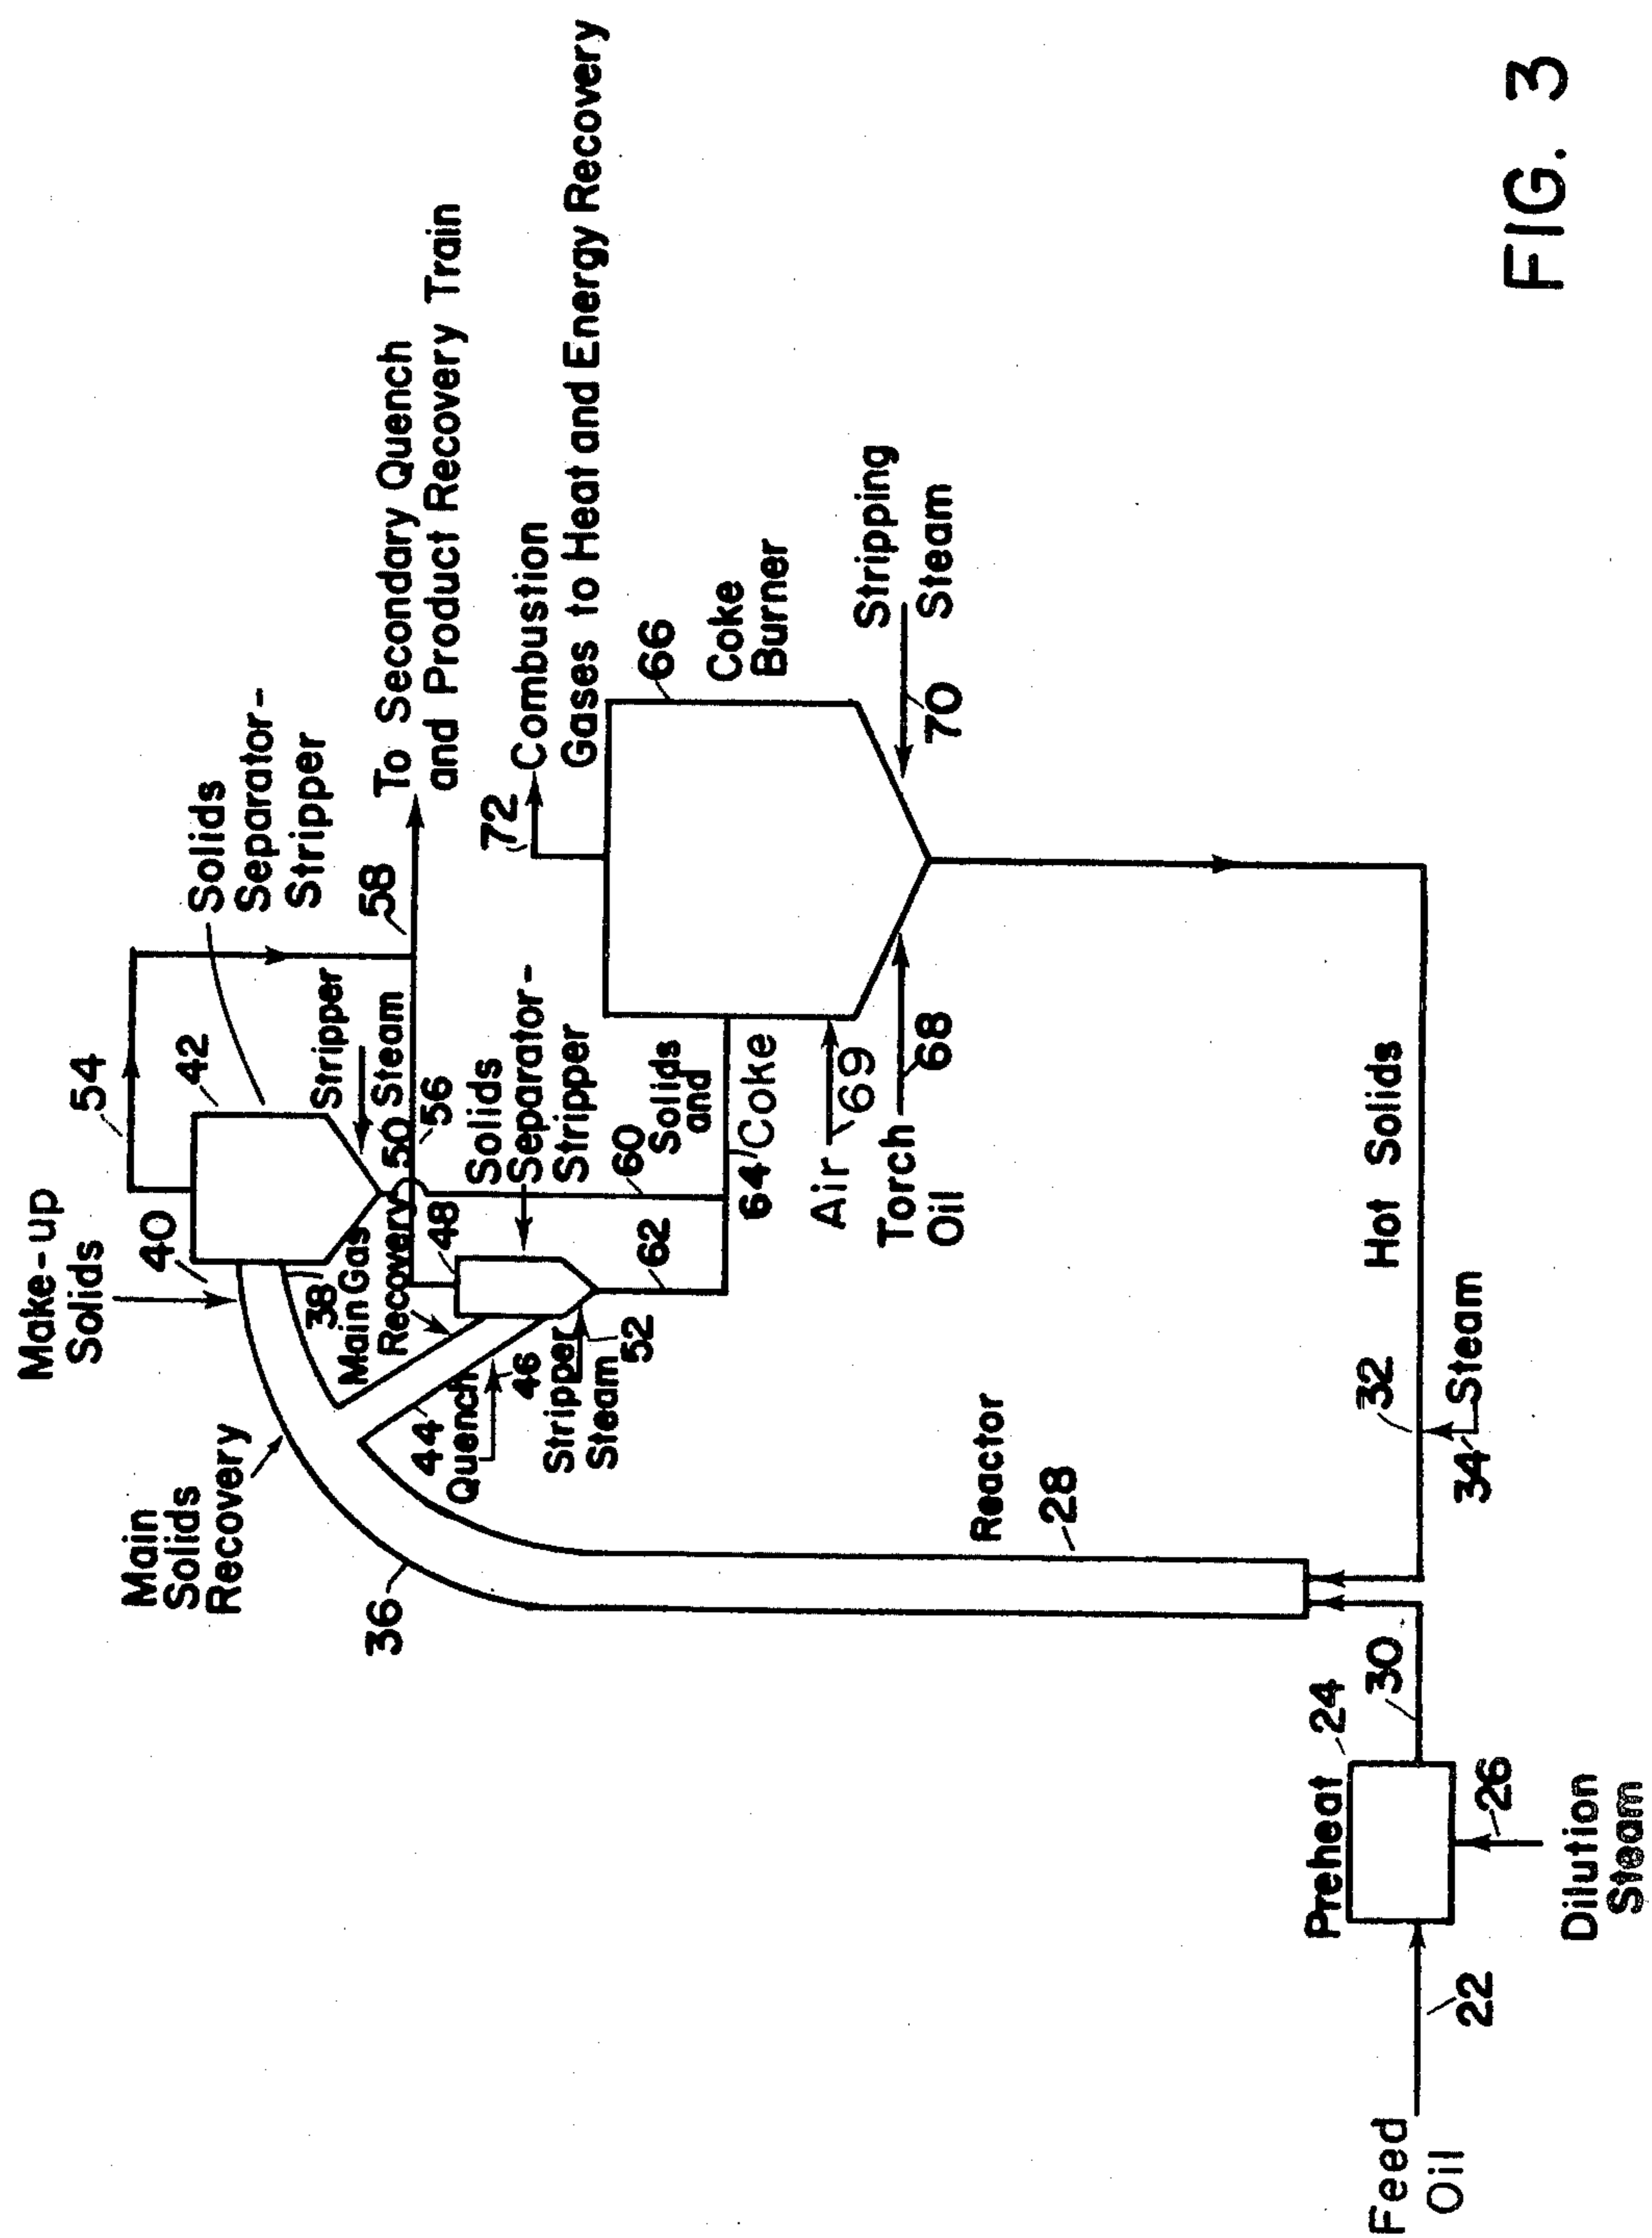 Make-up
Solids
40
54
42
Solids
Separator-
Stripper
Main
Solids
Recovery
36
38
Main Gas
Recovery
Stripper
50 Steam
58
To Secondary Quench
and Product Recovery Train
56
48
44
Quench
46
Solids
Separator-
Stripper
Stripper
Steam
52
62
60
Solids
and
64 Coke
72
Combustion
Gases to Heat and Energy Recovery
66
Coke
Burner
Air
69
Torch
Oil
68
Stripping
Steam
70
Reactor
28
Hot Solids
32
34
Steam
Preheat
24
30
Feed
Oil
22
26
Dilution
Steam
FIG. 3